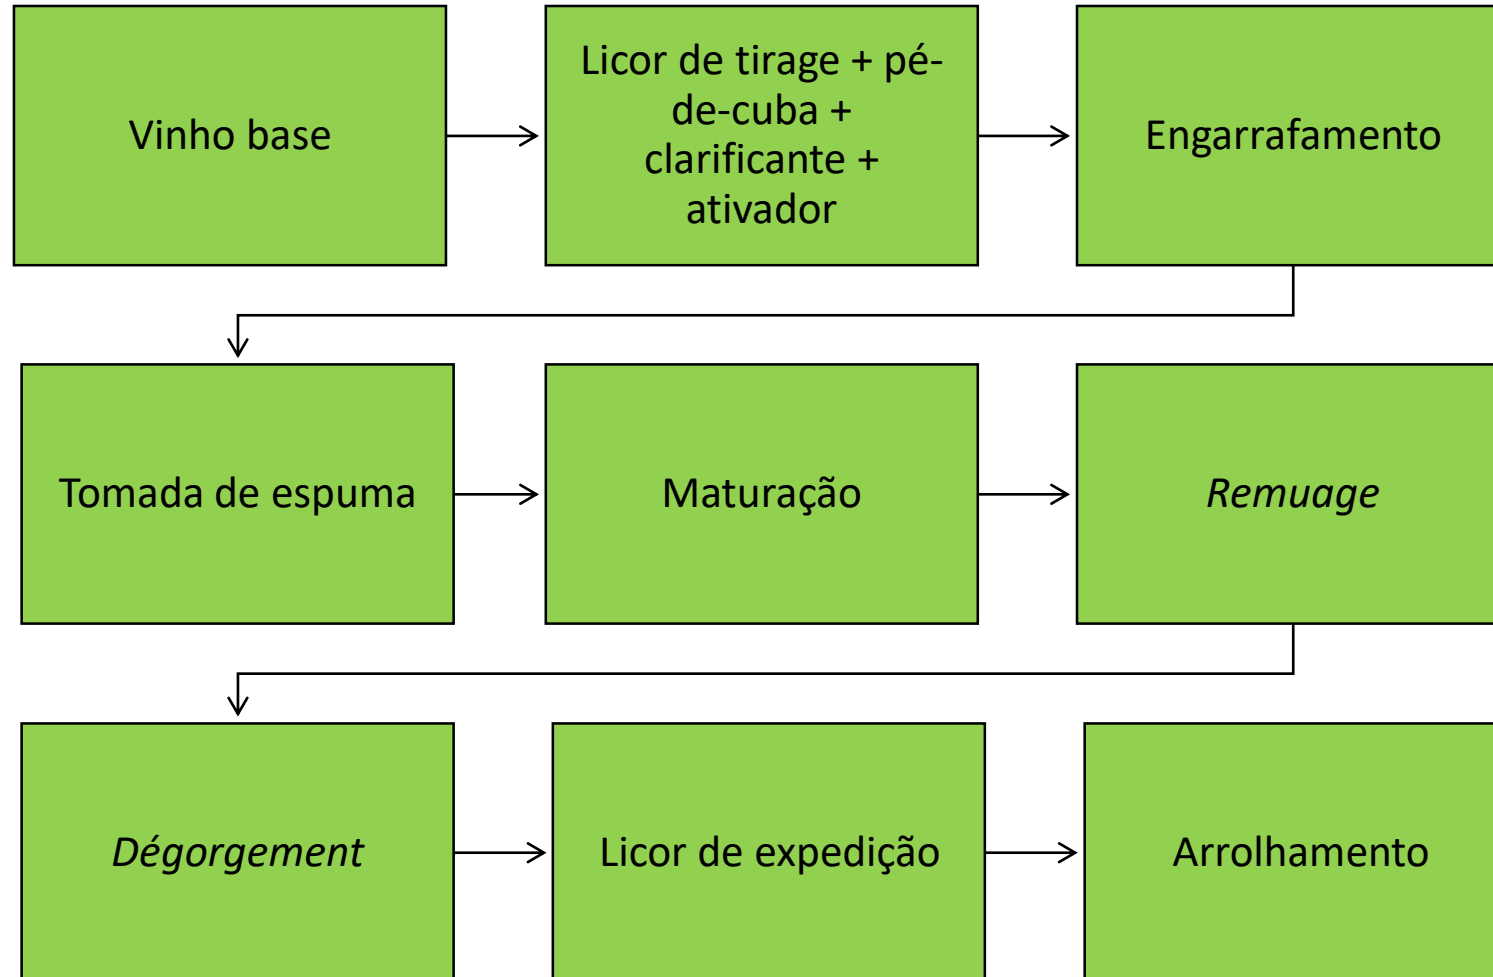 Vinho base
Licor de tirage + pé-
de-cuba +
clarificante +
ativador
Engarrafamento
Tomada de espuma
Maturação
Remuage
Dégorgement
Licor de expedição
Arrolhamento